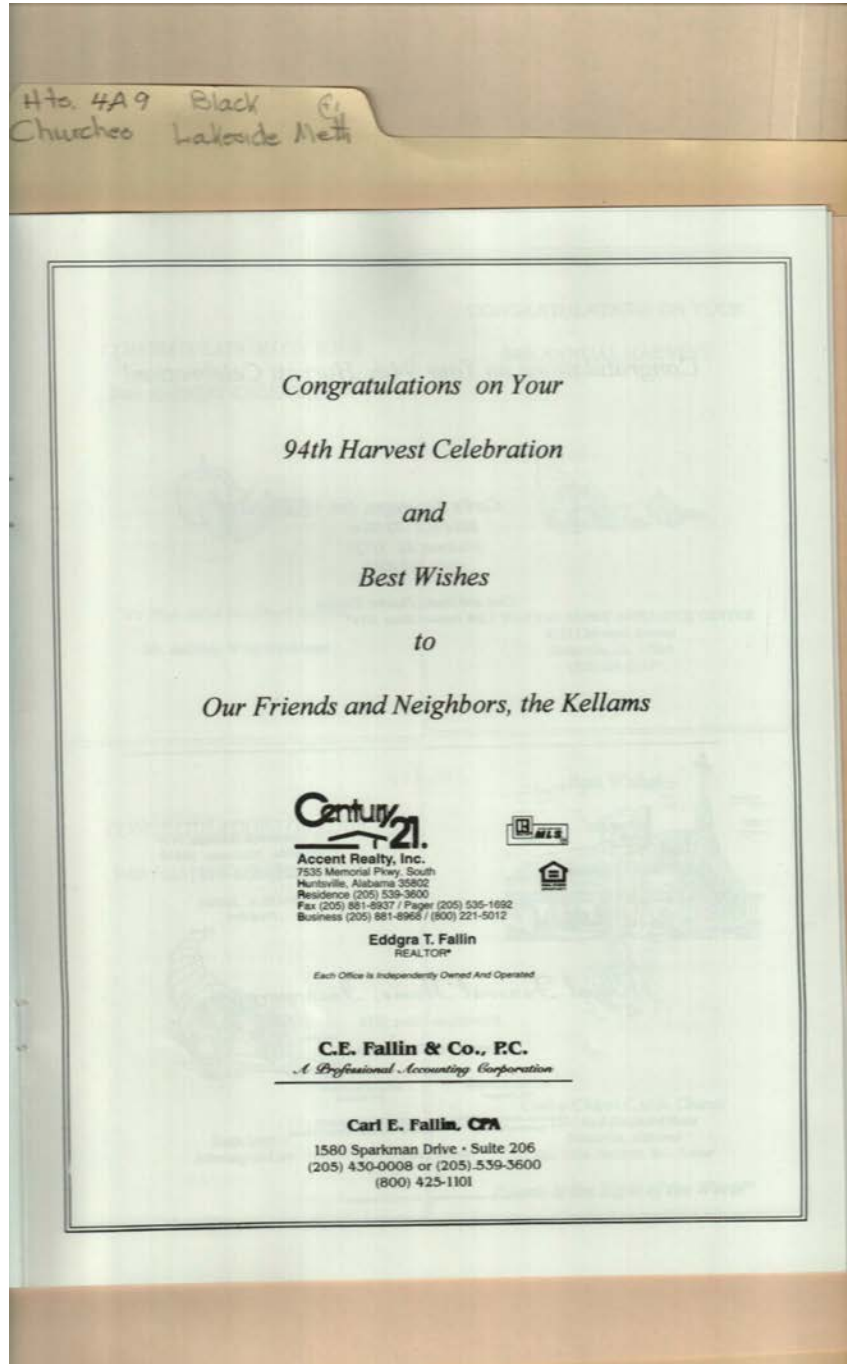 Hts. 4A9 Black
Churches Lakeside Meth
Congratulations on Your
94th Harvest Celebration
and
Best Wishes
to
Our Friends and Neighbors, the Kellams
Century 21.
R MLS
Accent Realty, Inc.
7535 Memorial Pkwy. South
Huntsville, Alabama 35802
Residence (205) 539-3600
Fax (205) 881-8937 / Pager (205) 535-1692
Business (205) 881-8968 / (800) 221-5012
Eddgra T. Fallin
REALTOR®
Each Office is Independently Owned And Operated
C.E. Fallin & Co., P.C.
A Professional Accounting Corporation
Carl E. Fallin, CPA
1580 Sparkman Drive • Suite 206
(205) 430-0008 or (205) 539-3600
(800) 425-1101